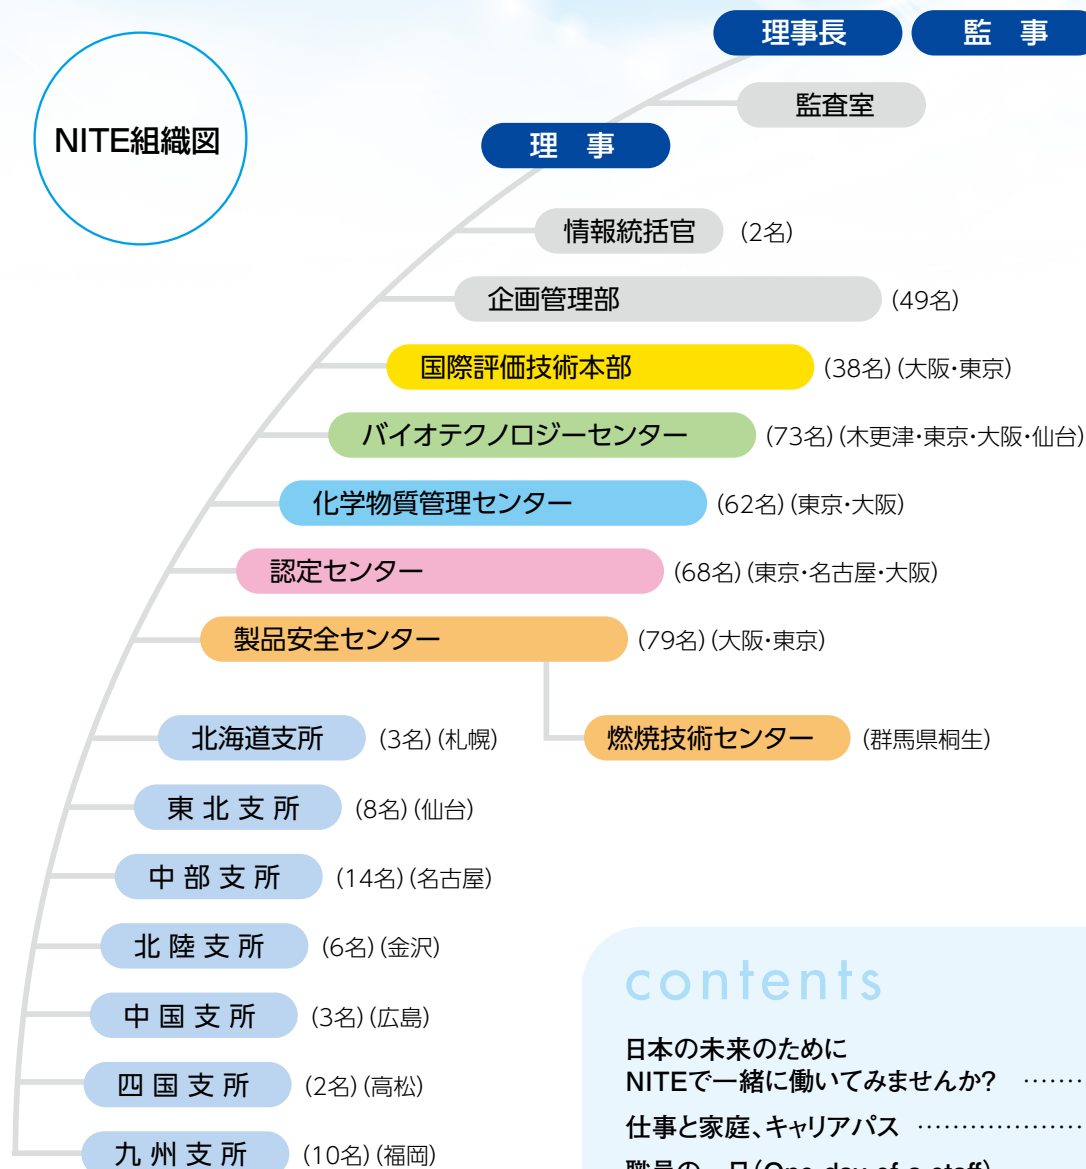 理事長
監　事
監査室
NITE組織図
理　事
情報統括官 (2名)
企画管理部 (49名)
国際評価技術本部 (38名) (大阪・東京)
バイオテクノロジーセンター (73名) (木更津・東京・大阪・仙台)
化学物質管理センター (62名) (東京・大阪)
認定センター (68名) (東京・名古屋・大阪)
製品安全センター (79名) (大阪・東京)
北海道支所 (3名) (札幌)
燃焼技術センター (群馬県桐生)
東 北 支 所 (8名) (仙台)
中 部 支 所 (14名) (名古屋)
北 陸 支 所 (6名) (金沢)
中 国 支 所 (3名) (広島)
四 国 支 所 (2名) (高松)
九 州 支 所 (10名) (福岡)
contents
日本の未来のために
NITEで一緒に働いてみませんか? ………
仕事と家庭、キャリアパス …………………
職員の一日(One day of a staff)